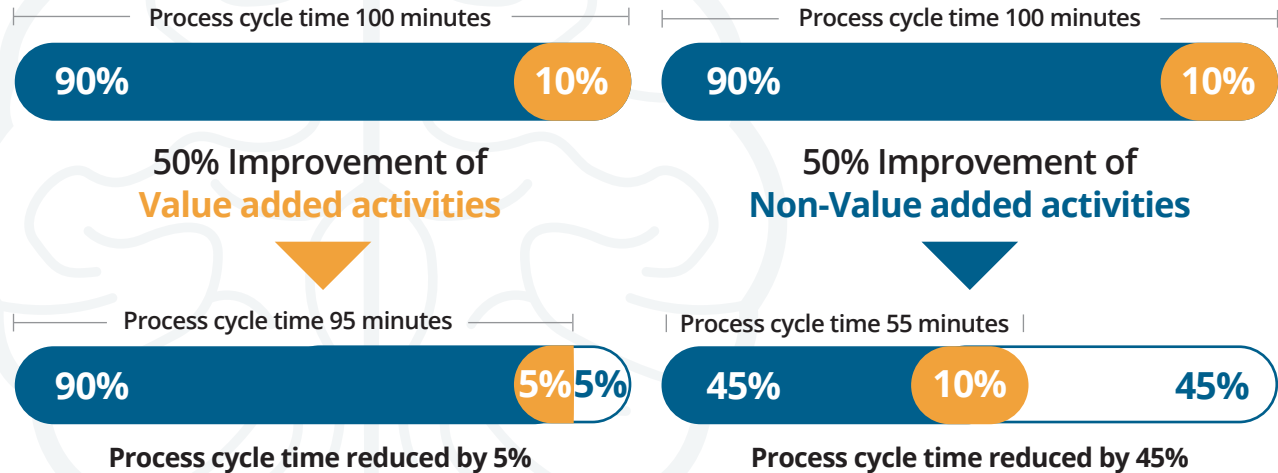 Process cycle time 100 minutes
90% 10%
50% Improvement of
Value added activities
Process cycle time 95 minutes
90% 5% 5%
Process cycle time reduced by 5%
Process cycle time 100 minutes
90% 10%
50% Improvement of
Non-Value added activities
Process cycle time 55 minutes
45% 10% 45%
Process cycle time reduced by 45%